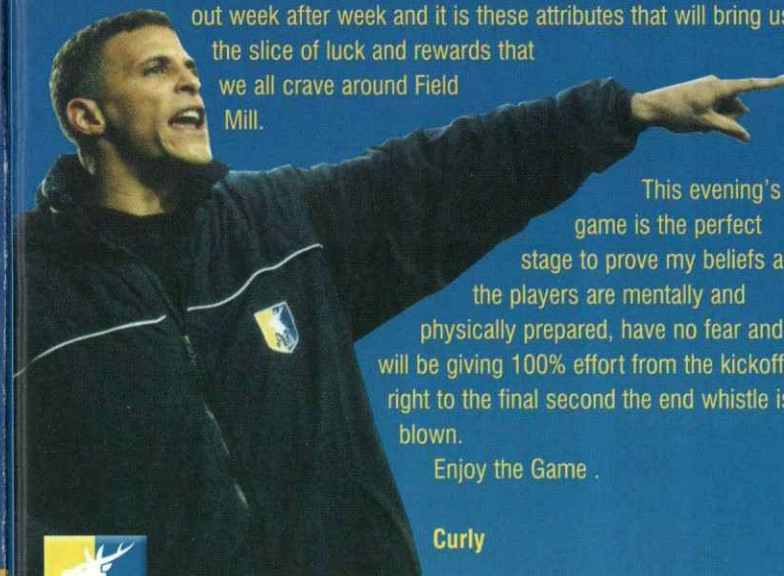 out week after week and it is these attributes that will bring us
the slice of luck and rewards that
we all crave around Field
Mill.
This evening's
game is the perfect
stage to prove my beliefs a
the players are mentally and
physically prepared, have no fear and
will be giving 100% effort from the kickoff
right to the final second the end whistle is
blown.
Enjoy the Game .
Curly